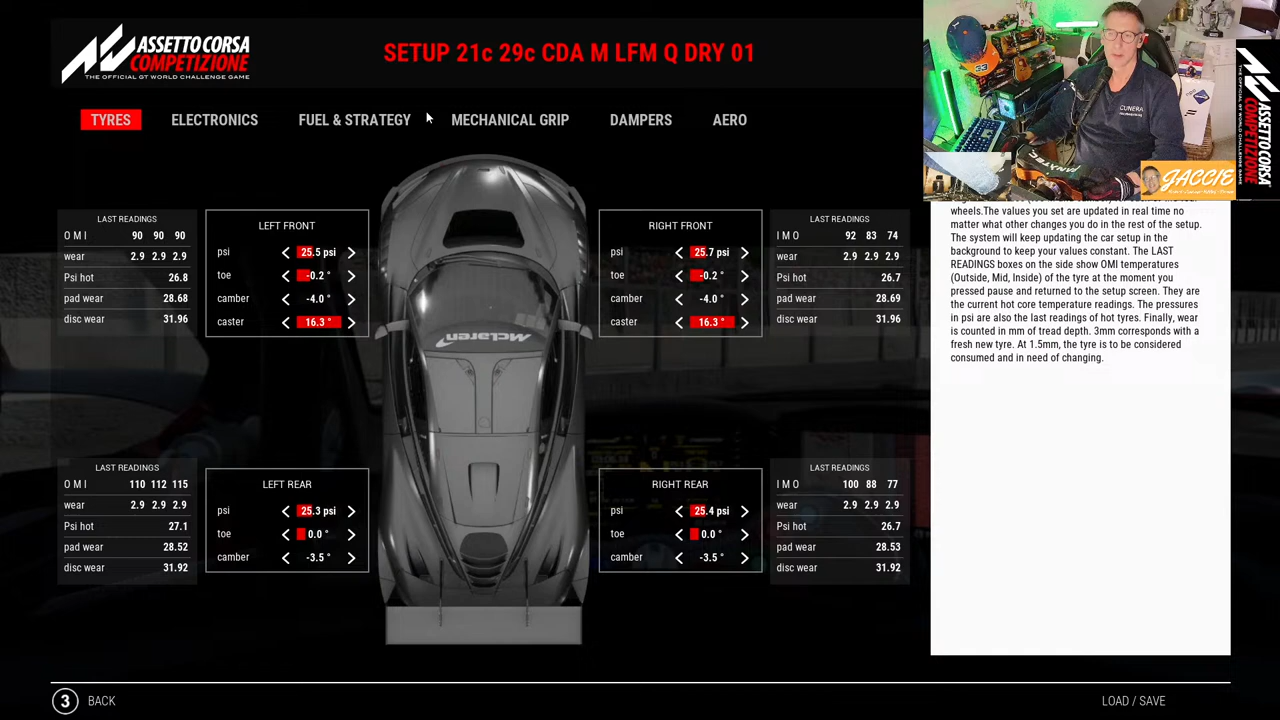 ASSETTO CORSA
COMPETIZIONE
THE OFFICIAL GT WORLD CHALLENGE GAME
SETUP 21c 29c CDA M LFM Q DRY 01
TYRES
ELECTRONICS
FUEL & STRATEGY
MECHANICAL GRIP
DAMPERS
AERO
LAST READINGS
O M I 90 90 90
wear 2.9 2.9 2.9
Psi hot 26.8
pad wear 28.68
disc wear 31.96
LEFT FRONT
psi 25.5 psi
toe -0.2 °
camber -4.0 °
caster 16.3 °
RIGHT FRONT
psi 25.7 psi
toe -0.2 °
camber -4.0 °
caster 16.3 °
LAST READINGS
I M O 92 83 74
wear 2.9 2.9 2.9
Psi hot 26.7
pad wear 28.69
disc wear 31.96
McLaren
LAST READINGS
O M I 110 112 115
wear 2.9 2.9 2.9
Psi hot 27.1
pad wear 28.52
disc wear 31.92
LEFT REAR
psi 25.3 psi
toe 0.0 °
camber -3.5 °
RIGHT REAR
psi 25.4 psi
toe 0.0 °
camber -3.5 °
LAST READINGS
I M O 100 88 77
wear 2.9 2.9 2.9
Psi hot 26.7
pad wear 28.53
disc wear 31.92
33
CUNERA
FANATEC
GACCIE
ASSETTO CORSA
COMPETIZIONE
THE OFFICIAL GT WORLD CHALLENGE GAME
wheels.The values you set are updated in real time no
matter what other changes you do in the rest of the setup.
The system will keep updating the car setup in the
background to keep your values constant. The LAST
READINGS boxes on the side show OMI temperatures
(Outside, Mid, Inside) of the tyre at the moment you
pressed pause and returned to the setup screen. They are
the current hot core temperature readings. The pressures
in psi are also the last readings of hot tyres. Finally, wear
is counted in mm of tread depth. 3mm corresponds with a
fresh new tyre. At 1.5mm, the tyre is to be considered
consumed and in need of changing.
3 BACK
LOAD / SAVE